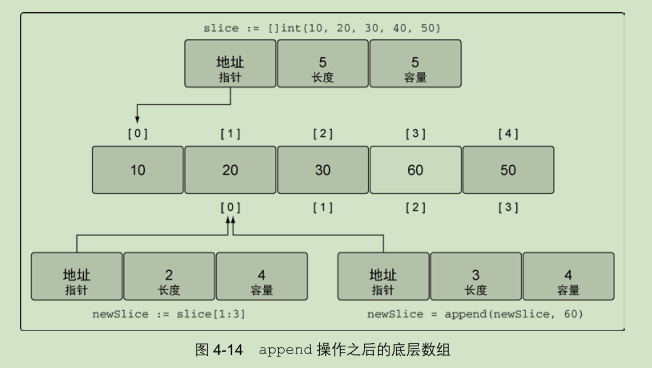 slice := []int{10, 20, 30, 40, 50}
地址 5 5
指针 长度 容量
[0] [1] [2] [3] [4]
10 20 30 60 50
[0] [1] [2] [3]
地址 2 4 地址 3 4
指针 长度 容量 指针 长度 容量
newSlice := slice[1:3] newSlice = append(newSlice, 60)
图 4-14 append 操作之后的底层数组